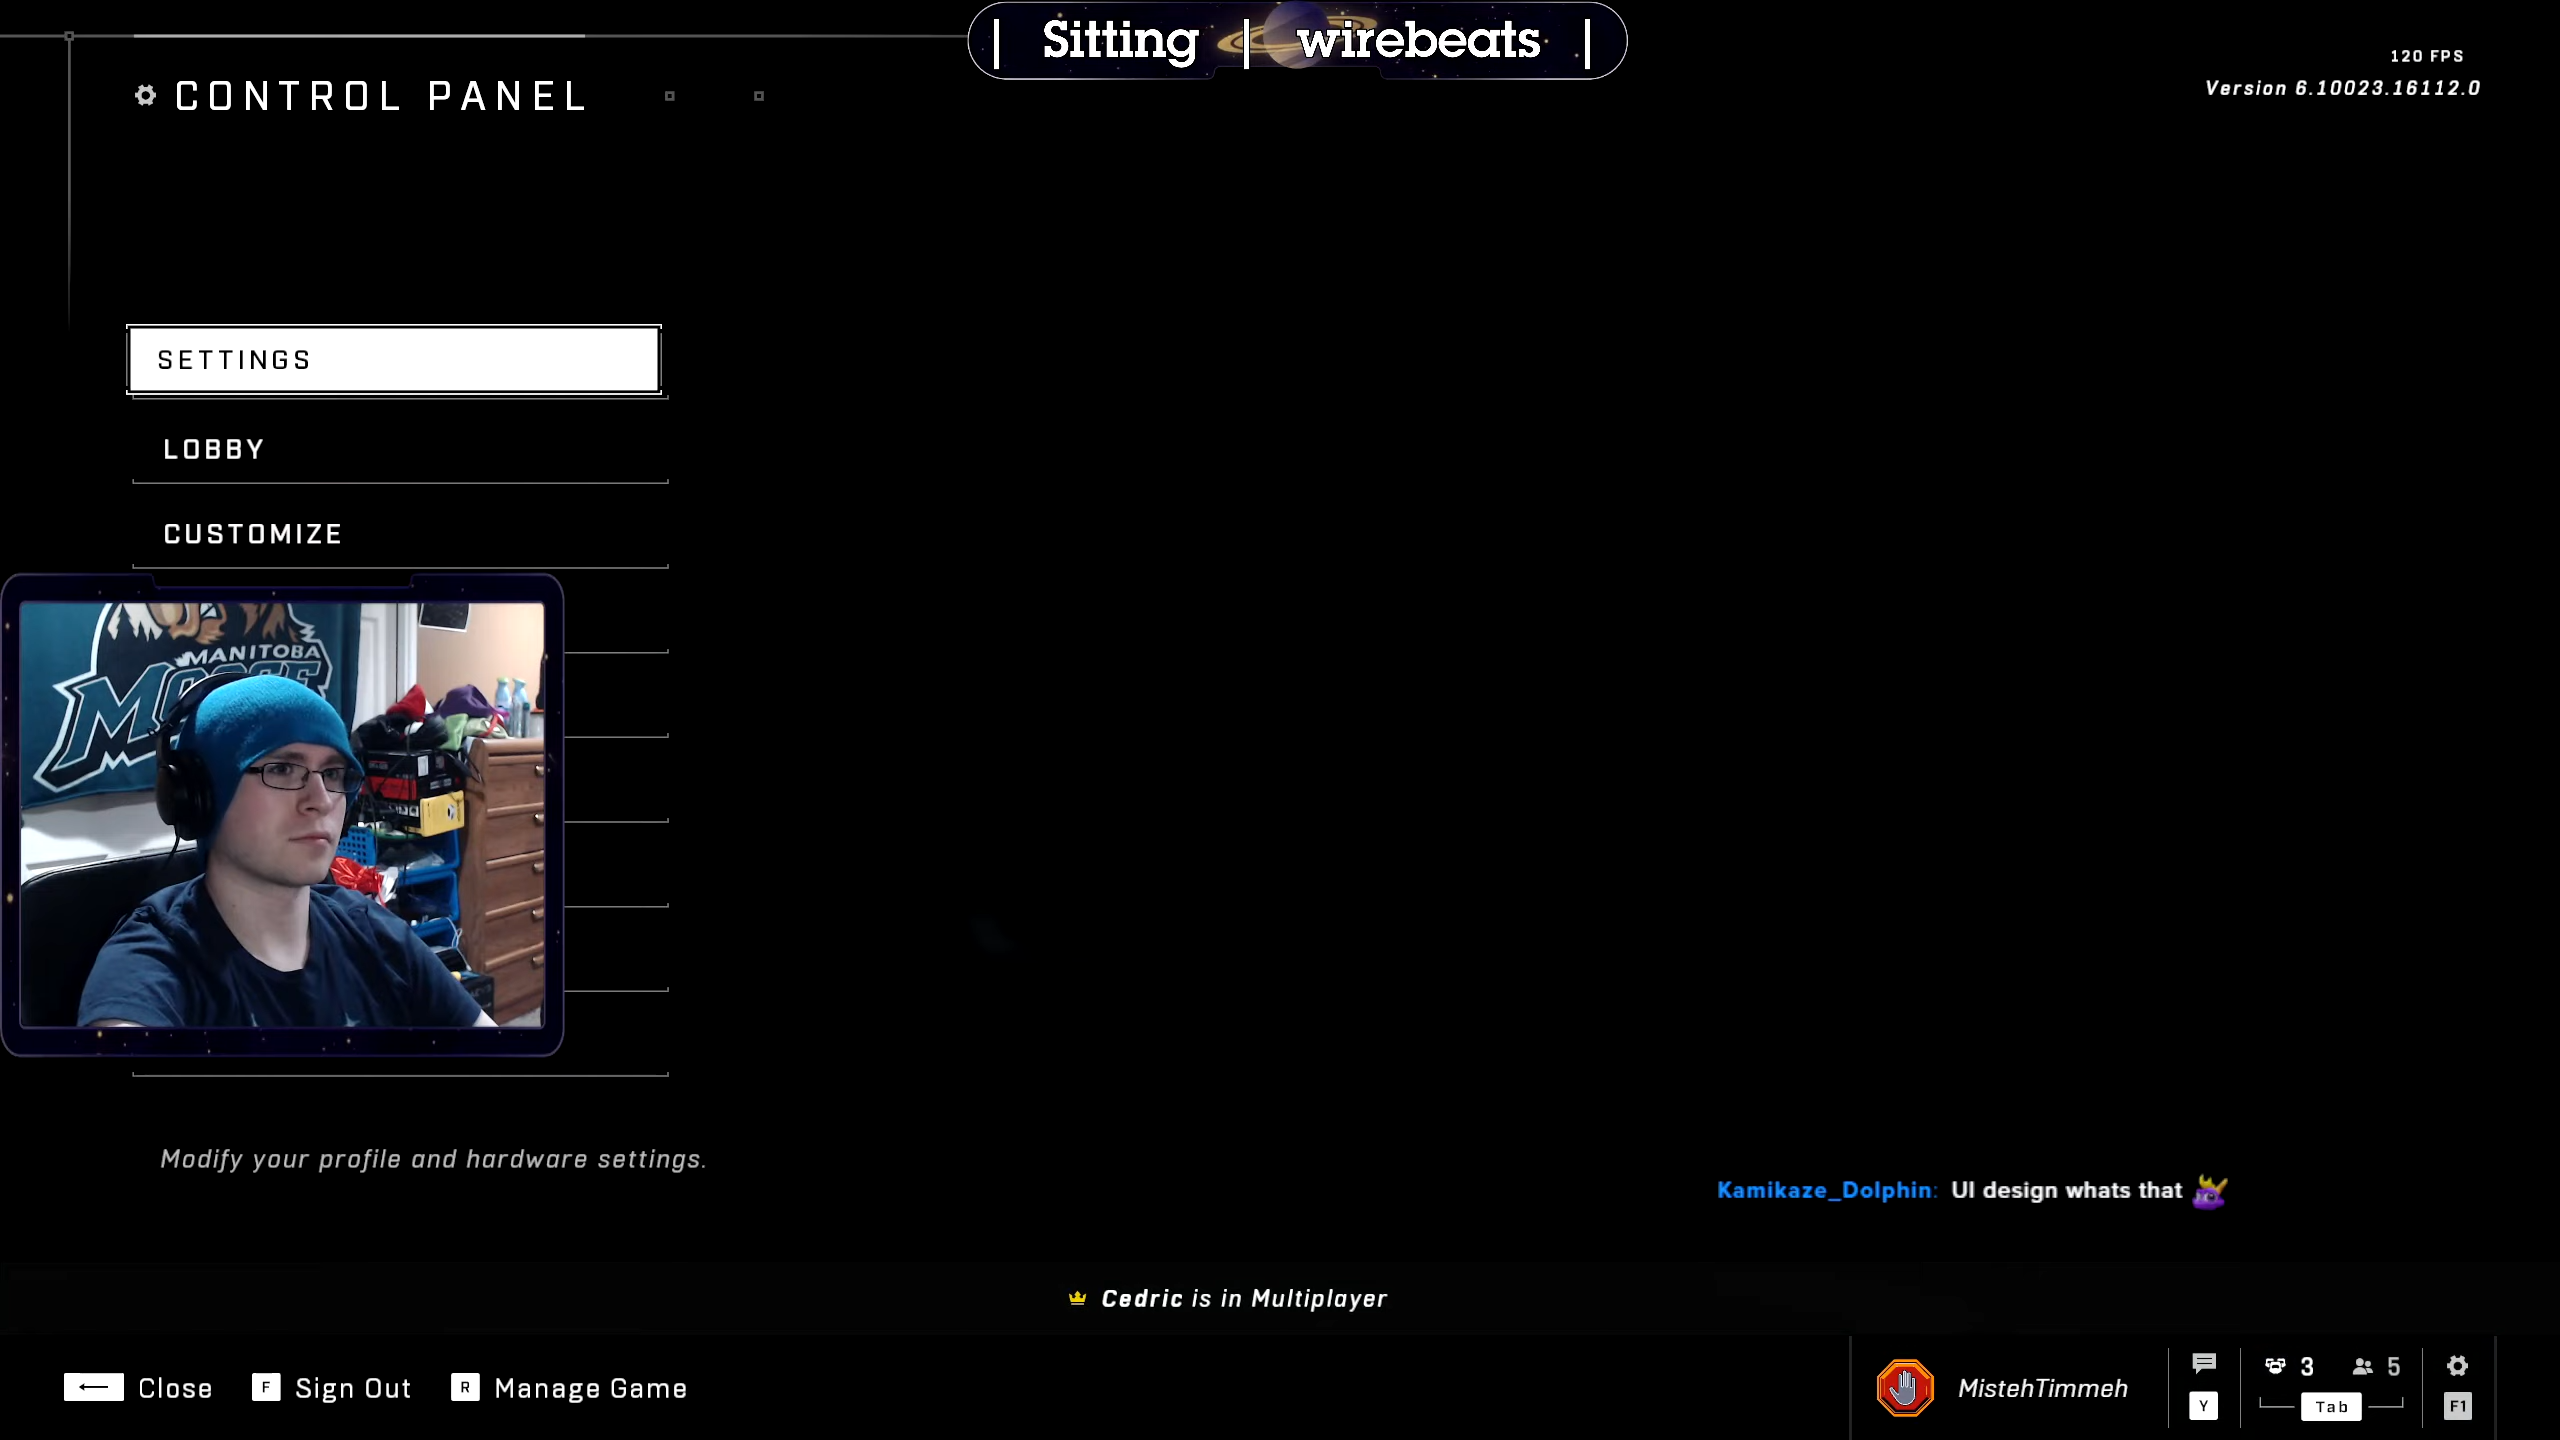 Sitting | wirebeats
120 FPS
Version 6.10023.16112.0
CONTROL PANEL
SETTINGS
LOBBY
CUSTOMIZE
MANITOBA
MOOSE
Modify your profile and hardware settings.
Kamikaze_Dolphin: UI design whats that
Cedric is in Multiplayer
Close
F Sign Out
R Manage Game
MistehTimmeh
3
5
Y
Tab
F1